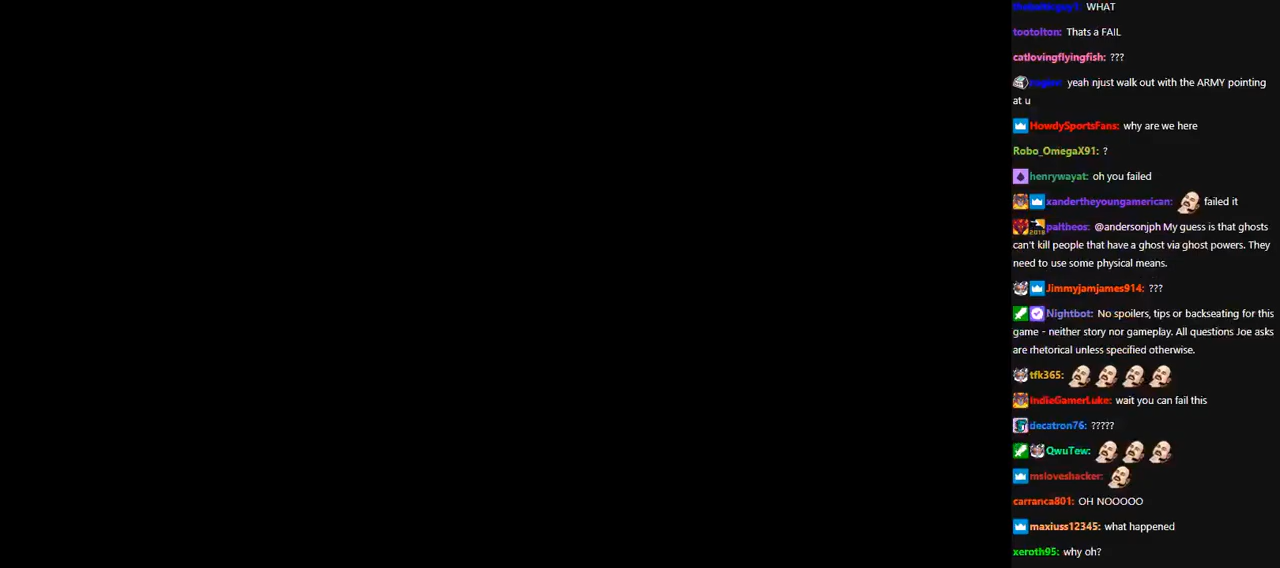 WHAT
tootolton: Thats a FAIL
catlovingflyingfish: ???
yeah njust walk out with the ARMY pointing
at u
HowdySportsFans: why are we here
Robo_OmegaX91: ?
henrywayat: oh you failed
xandertheyoungamerican: failed it
paltheos: @andersonjph My guess is that ghosts
can't kill people that have a ghost via ghost powers. They
need to use some physical means.
Jimmyjamjames914: ???
Nightbot: No spoilers, tips or backseating for this
game - neither story nor gameplay. All questions Joe asks
are rhetorical unless specified otherwise.
tfk365:
IndieGamerLuke: wait you can fail this
decatron76: ?????
QwuTew:
msloveshacker:
carranca801: OH NOOOOO
maxiuss12345: what happened
xeroth95: why oh?